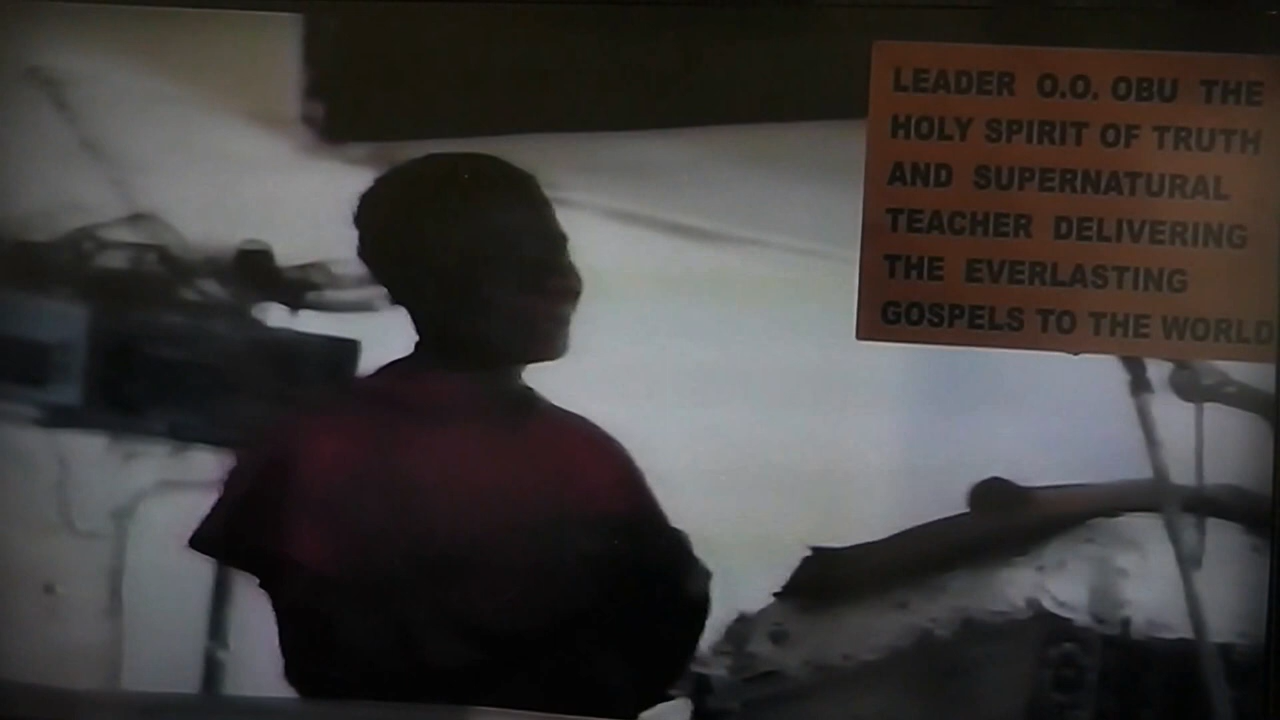 LEADER O.O. OBU THE
HOLY SPIRIT OF TRUTH
AND SUPERNATURAL
TEACHER DELIVERING
THE EVERLASTING
GOSPELS TO THE WORLD